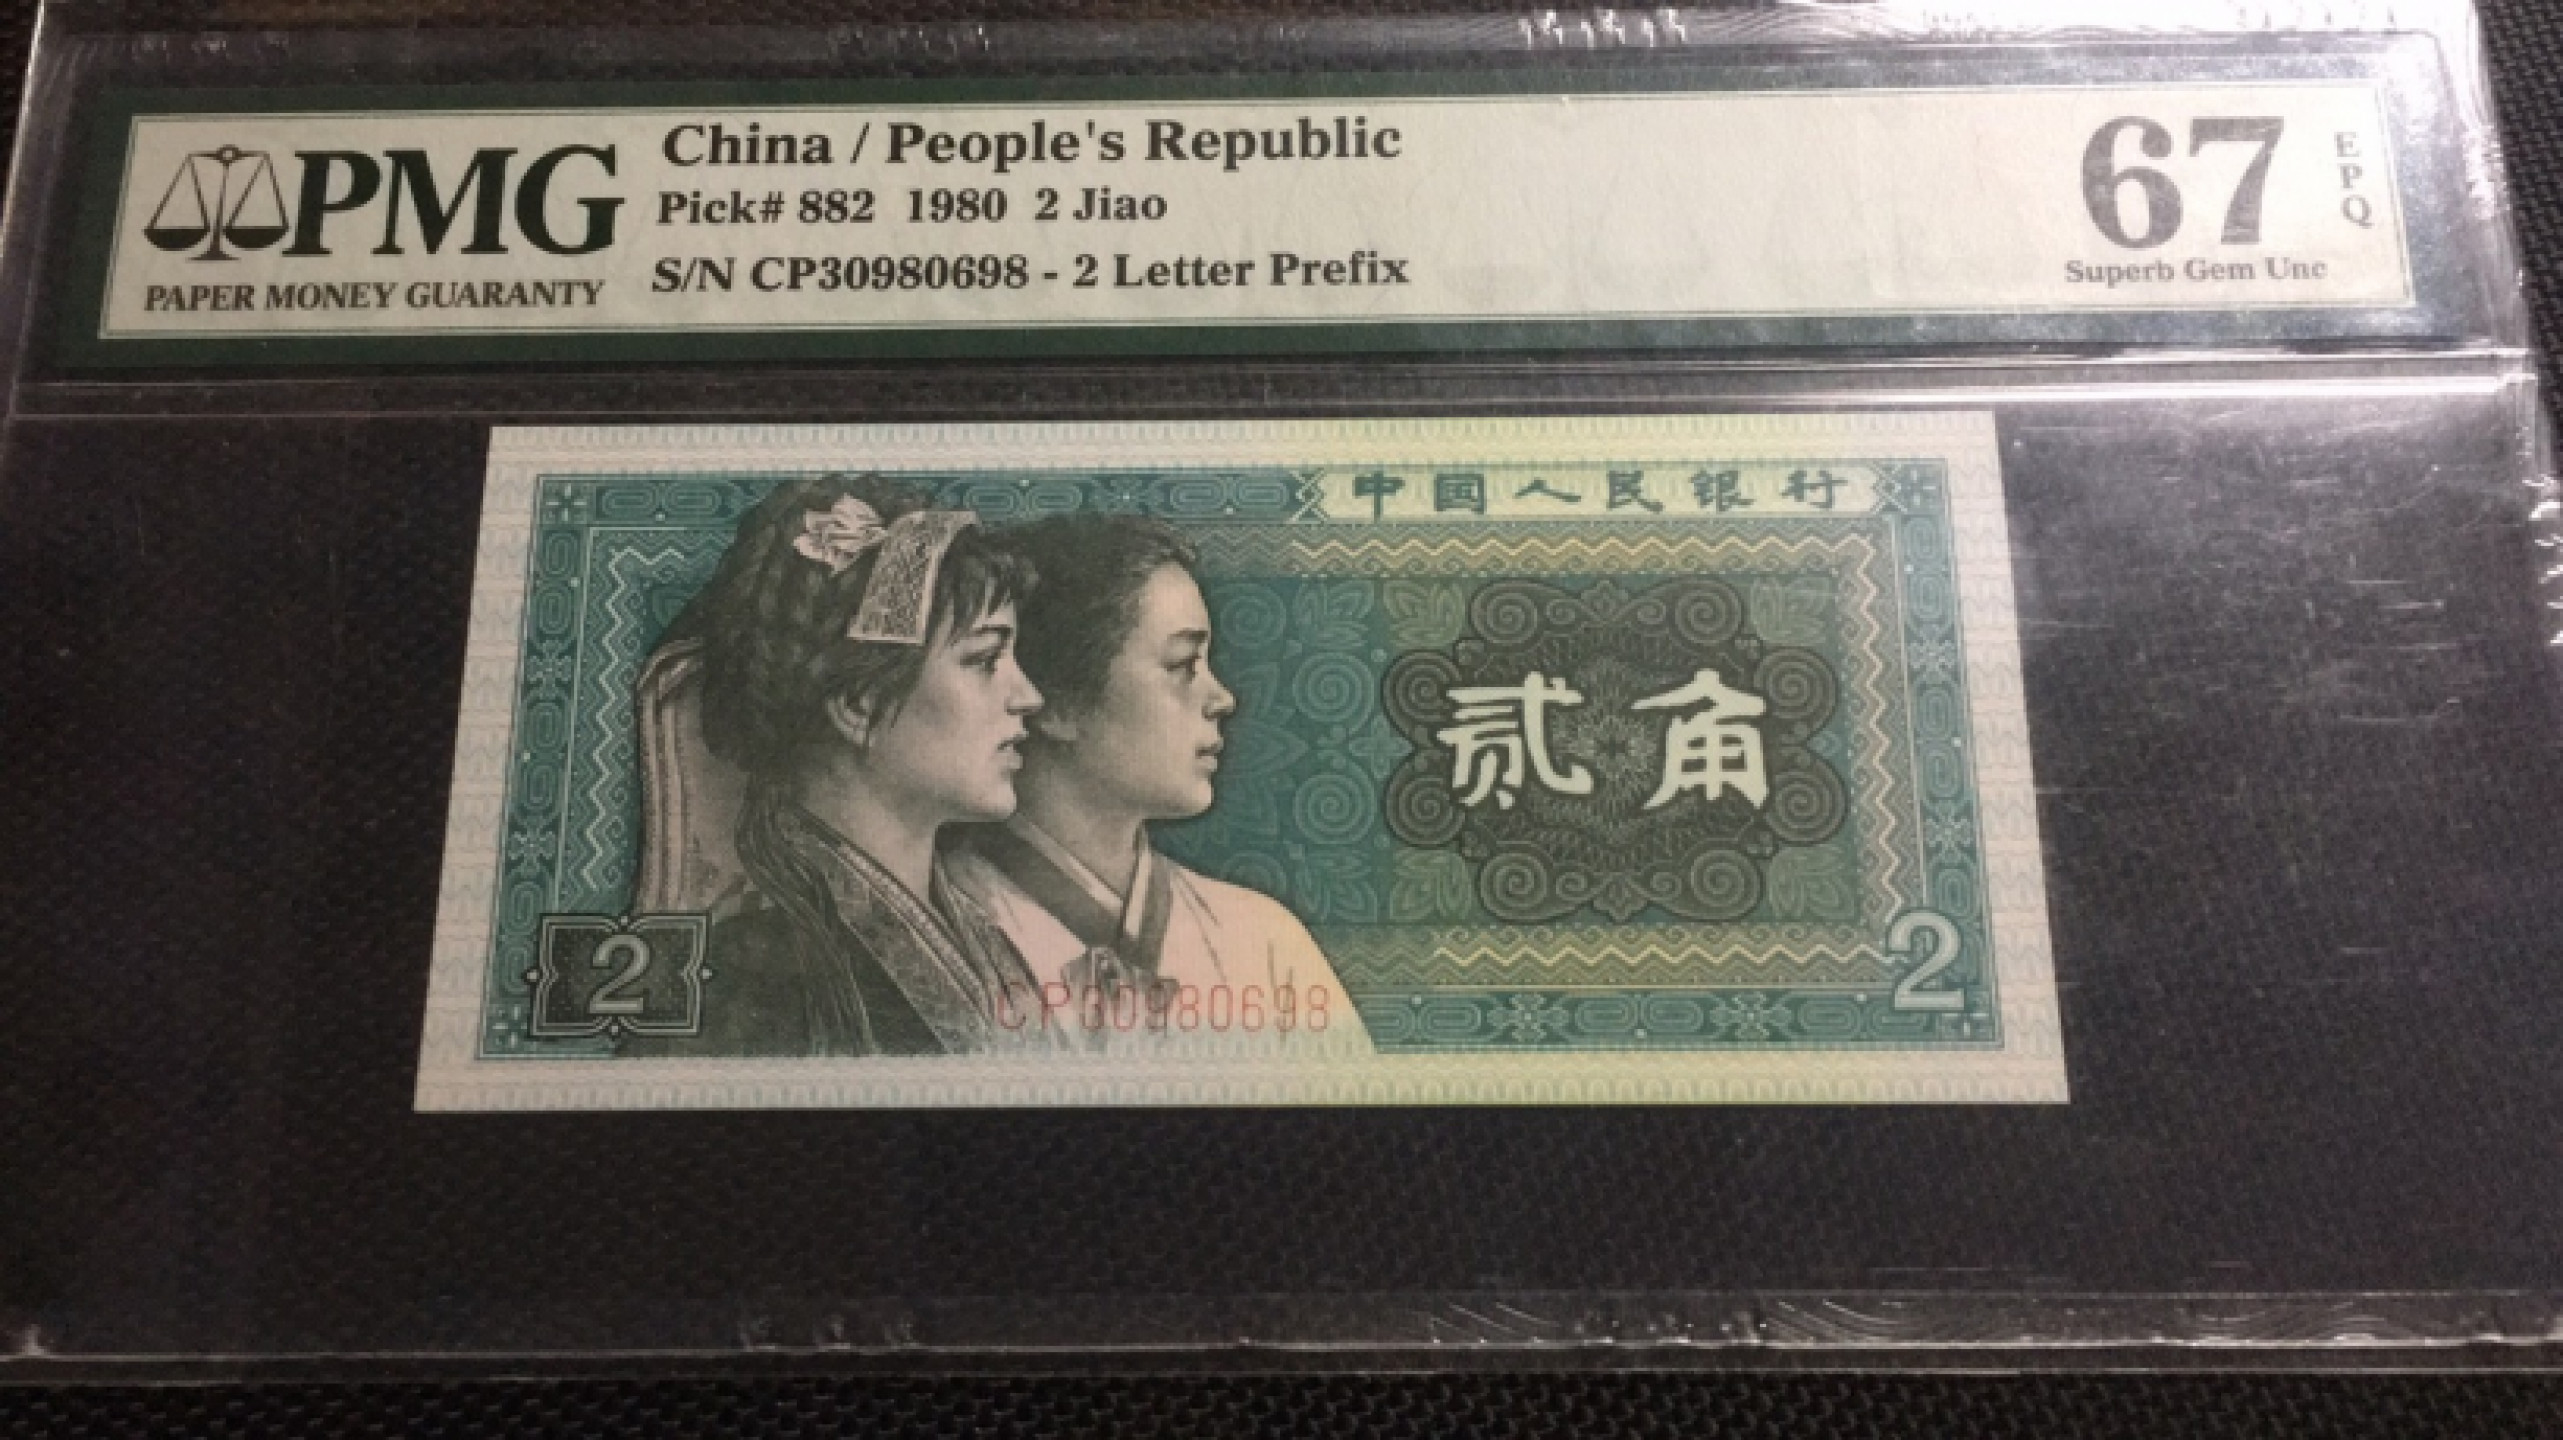 PMG
PAPER MONEY GUARANTY
China / People's Republic
Pick# 882 1980 2 Jiao
S/N CP30980698 - 2 Letter Prefix
67
EPQ
Superb Gem Unc
中国人民银行
贰角
2
2
CP30980698